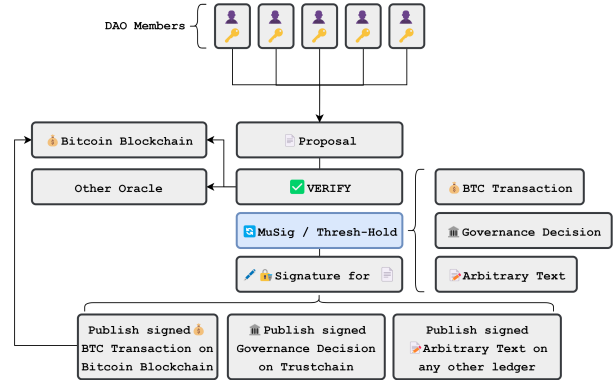 DAO Members
Bitcoin Blockchain
Proposal
Other Oracle
VERIFY
BTC Transaction
MuSig / Thresh-Hold
Governance Decision
Signature for
Arbitrary Text
Publish signed
BTC Transaction on
Bitcoin Blockchain
Publish signed
Governance Decision
on Trustchain
Publish signed
Arbitrary Text on
any other ledger